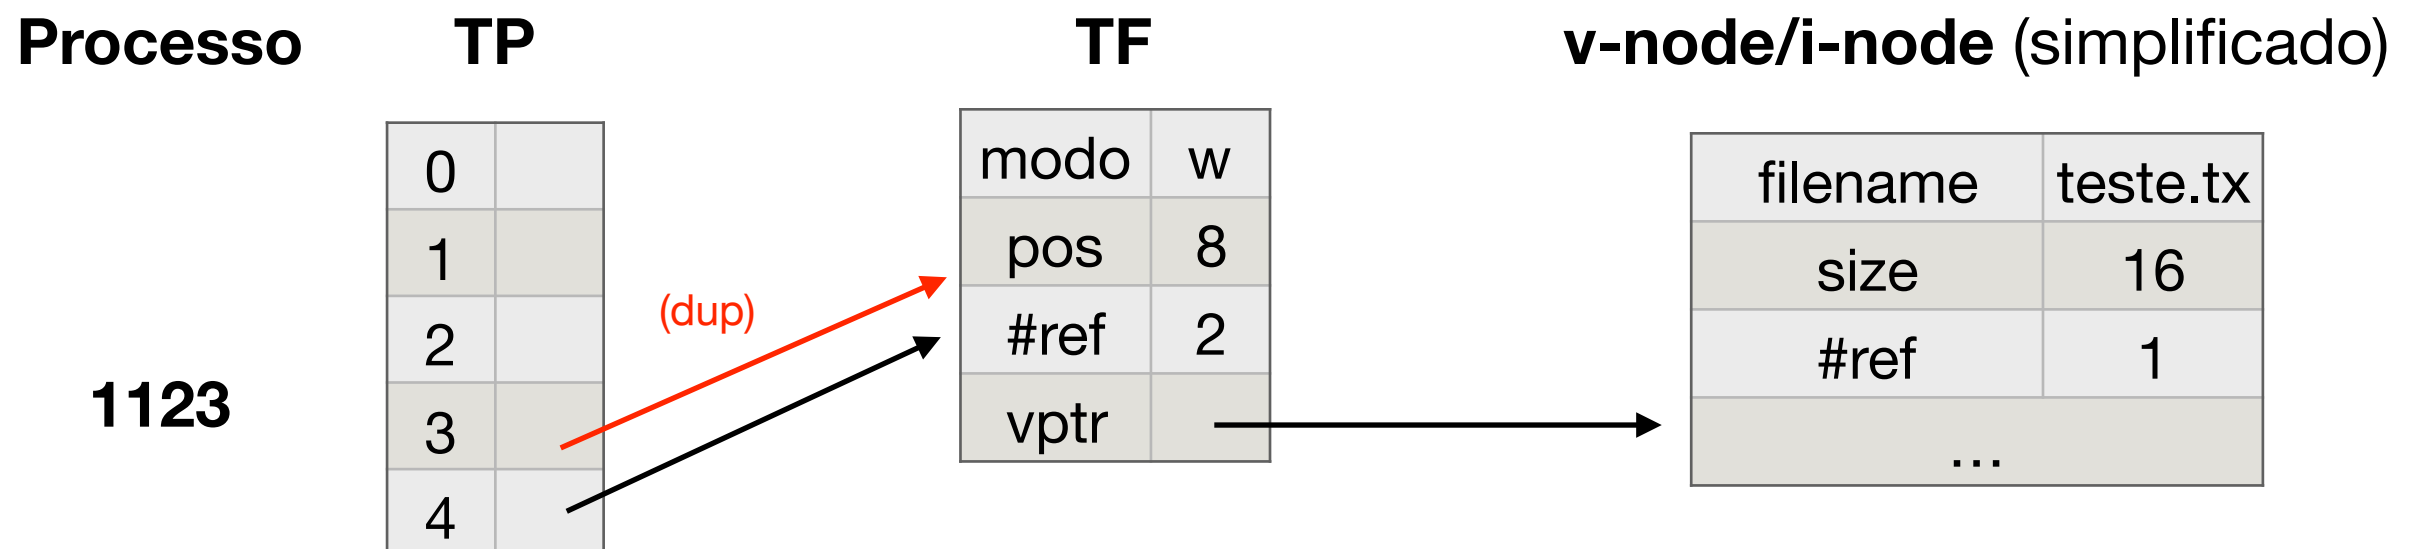 Processo TP TF v-node/i-node (simplificado)
0
1
2
3
4
1123
(dup)
modo w
pos 8
#ref 2
vptr
filename teste.tx
size 16
#ref 1
...